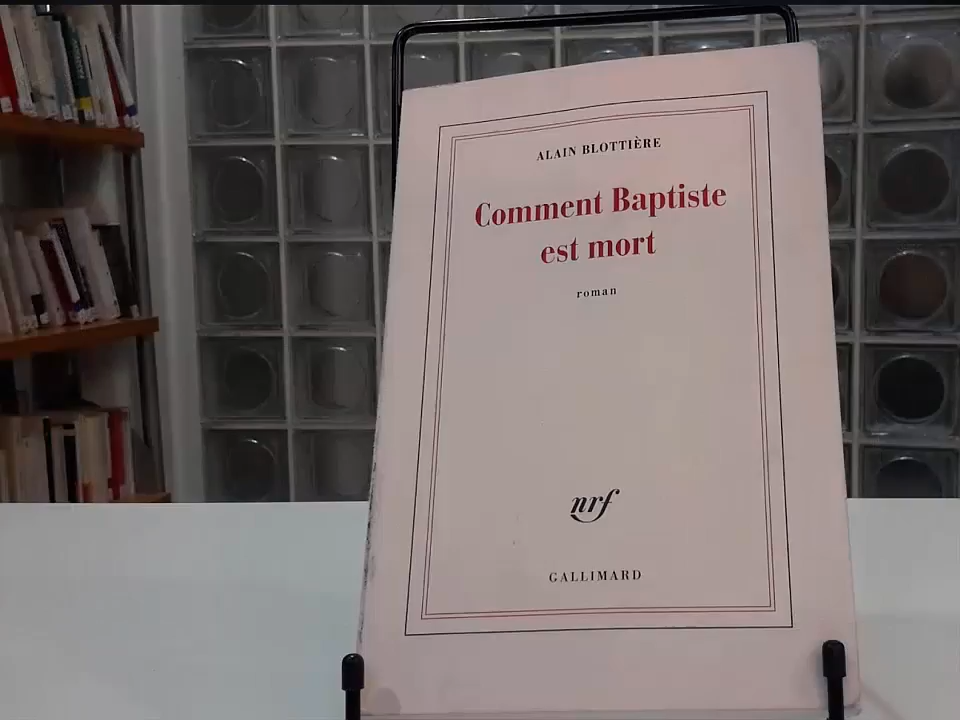 ALAIN BLOTTIÈRE
Comment Baptiste
est mort
roman
nrf
GALLIMARD